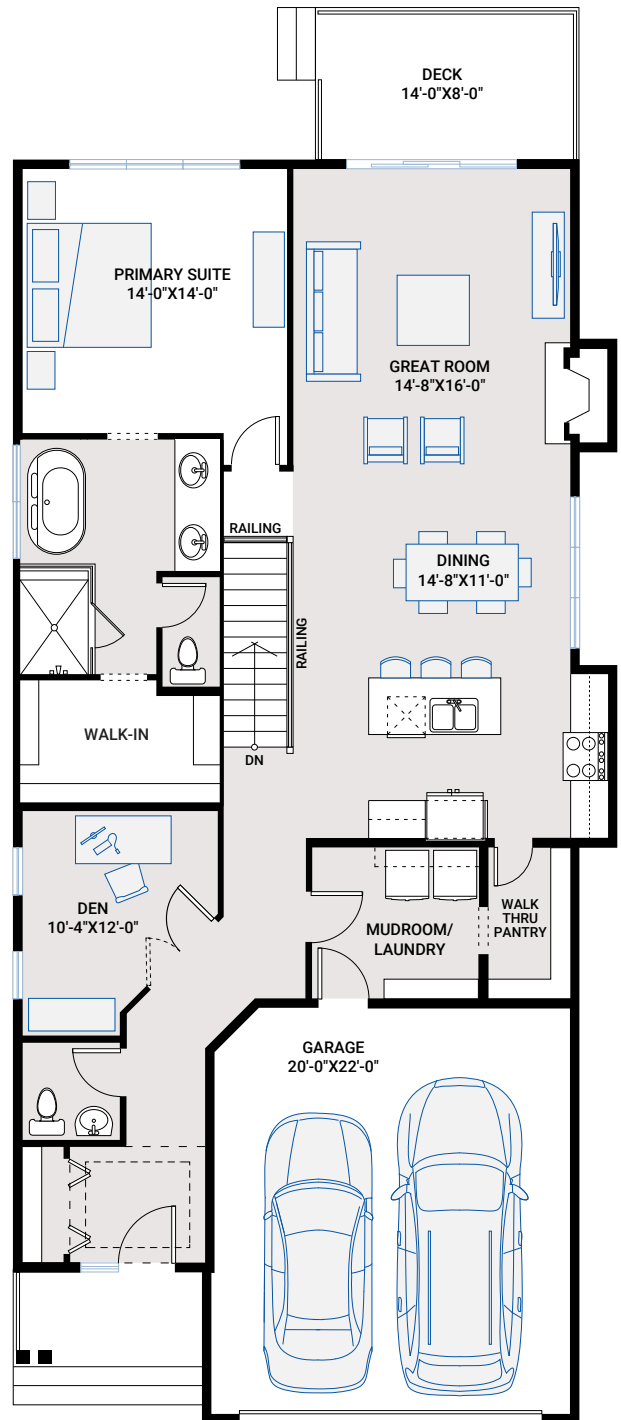 DECK
14'-0"X8'-0"
PRIMARY SUITE
14'-0"X14'-0"
GREAT ROOM
14'-8"X16'-0"
RAILING
DINING
14'-8"X11'-0"
RAILING
WALK-IN
DN
DEN
10'-4"X12'-0"
MUDROOM/
LAUNDRY
WALK
THRU
PANTRY
GARAGE
20'-0"X22'-0"